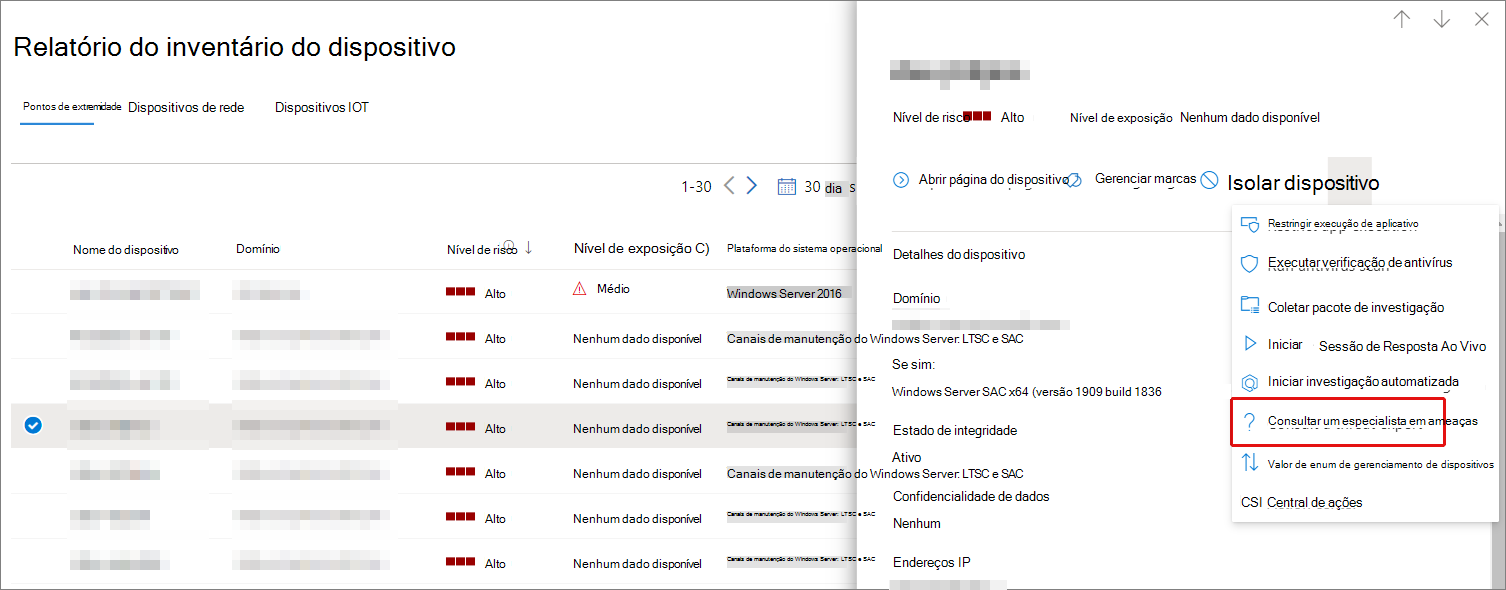 Relatório do inventário do dispositivo
Pontos de extremidade Dispositivos de rede Dispositivos IOT
1-30 30 dia s
Nome do dispositivo Domínio Nível de risco Nível de exposição C) Plataforma do sistema operacional
Alto Médio Windows Server 2016
Alto Nenhum dado disponível Canais de manutenção do Windows Server: LTSC e SAC
Alto Nenhum dado disponível Canais de manutenção do Windows Server: LTSC e SAC
Alto Nenhum dado disponível Canais de manutenção do Windows Server: LTSC e SAC
Alto Nenhum dado disponível Canais de manutenção do Windows Server: LTSC e SAC
Alto Nenhum dado disponível Canais de manutenção do Windows Server: LTSC e SAC
Alto Nenhum dado disponível Canais de manutenção do Windows Server: LTSC e SAC
Nível de risco Alto Nível de exposição Nenhum dado disponível
Abrir página do dispositivo Gerenciar marcas Isolar dispositivo
Detalhes do dispositivo
Domínio
Se sim:
Windows Server SAC x64 (versão 1909 build 1836
Estado de integridade
Ativo
Confidencialidade de dados
Nenhum
Endereços IP
Restringir execução de aplicativo
Executar verificação de antivírus
Coletar pacote de investigação
Iniciar Sessão de Resposta Ao Vivo
Iniciar investigação automatizada
Consultar um especialista em ameaças
Valor de enum de gerenciamento de dispositivos
CSI Central de ações